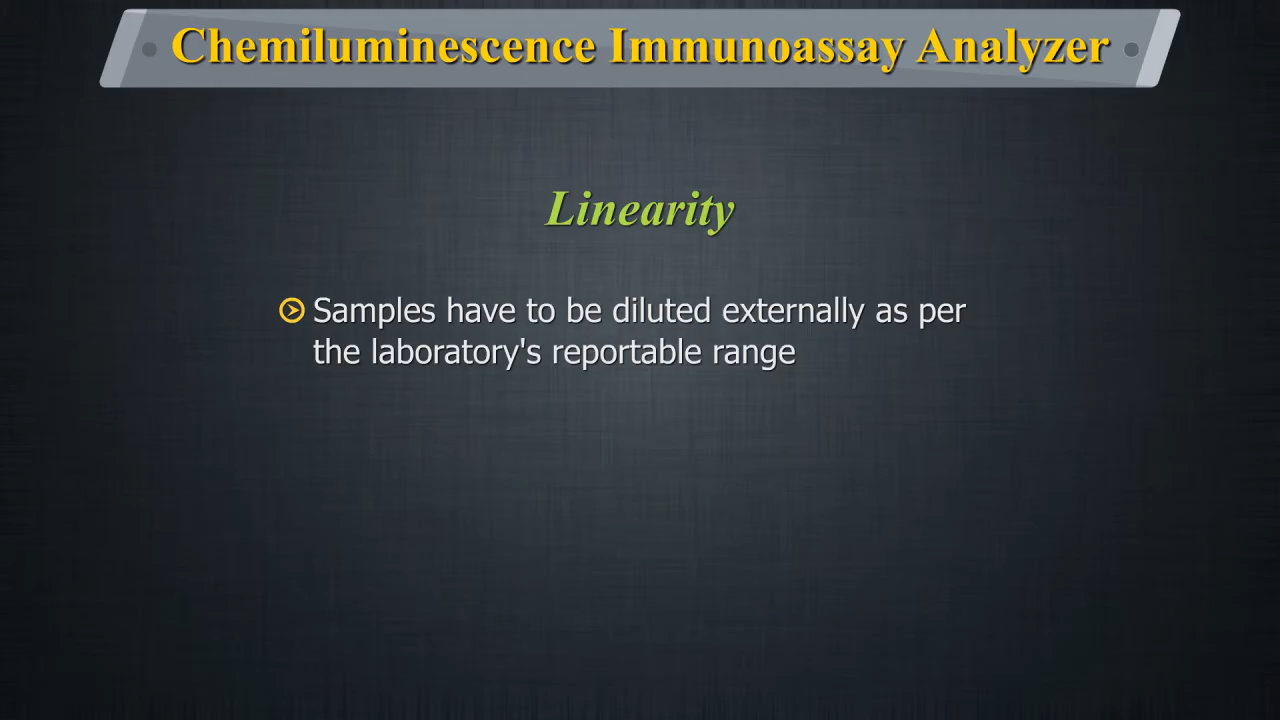 Chemiluminescence Immunoassay Analyzer
Linearity
Samples have to be diluted externally as per
the laboratory's reportable range